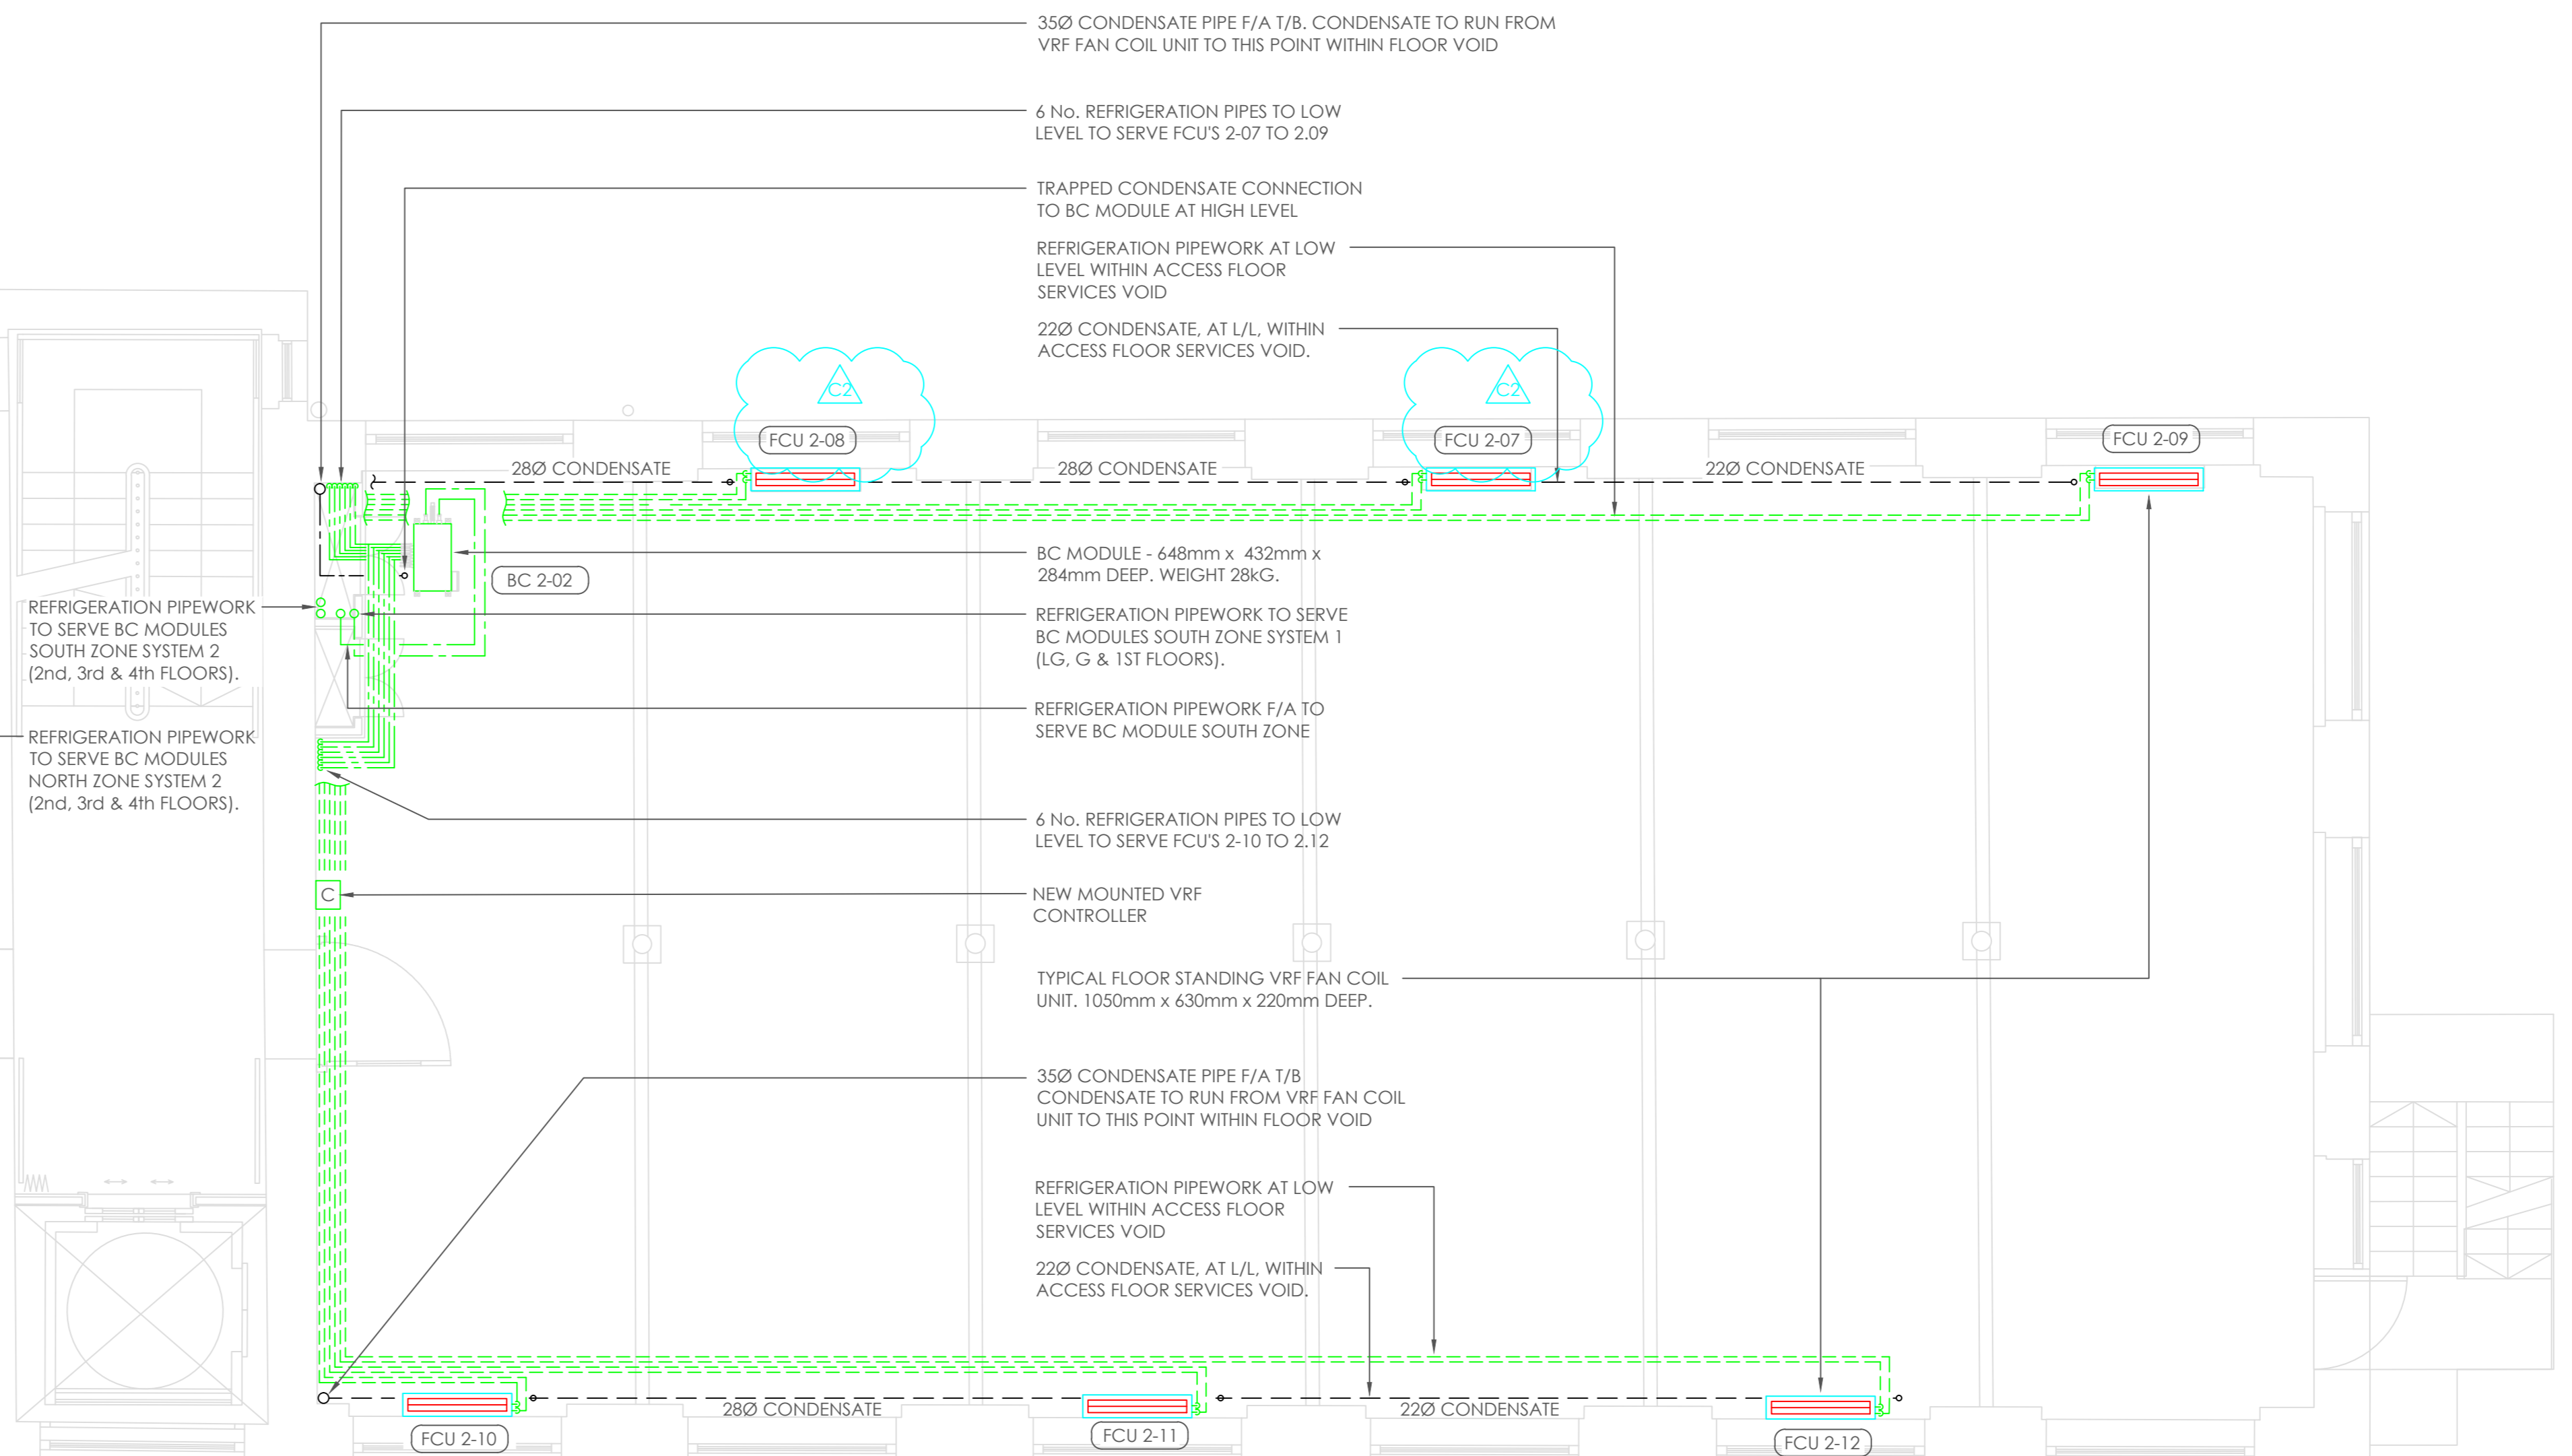 35Ø CONDENSATE PIPE F/A T/B. CONDENSATE TO RUN FROM
VRF FAN COIL UNIT TO THIS POINT WITHIN FLOOR VOID
6 No. REFRIGERATION PIPES TO LOW
LEVEL TO SERVE FCU'S 2-07 TO 2.09
TRAPPED CONDENSATE CONNECTION
TO BC MODULE AT HIGH LEVEL
REFRIGERATION PIPEWORK AT LOW
LEVEL WITHIN ACCESS FLOOR
SERVICES VOID
22Ø CONDENSATE, AT L/L, WITHIN
ACCESS FLOOR SERVICES VOID.
C2
C2
FCU 2-08
FCU 2-07
FCU 2-09
28Ø CONDENSATE
28Ø CONDENSATE
22Ø CONDENSATE
BC MODULE - 648mm x 432mm x
284mm DEEP. WEIGHT 28kG.
BC 2-02
REFRIGERATION PIPEWORK
TO SERVE BC MODULES
SOUTH ZONE SYSTEM 2
(2nd, 3rd & 4th FLOORS).
REFRIGERATION PIPEWORK TO SERVE
BC MODULES SOUTH ZONE SYSTEM 1
(LG, G & 1ST FLOORS).
REFRIGERATION PIPEWORK F/A TO
SERVE BC MODULE SOUTH ZONE
REFRIGERATION PIPEWORK
TO SERVE BC MODULES
NORTH ZONE SYSTEM 2
(2nd, 3rd & 4th FLOORS).
6 No. REFRIGERATION PIPES TO LOW
LEVEL TO SERVE FCU'S 2-10 TO 2.12
C
NEW MOUNTED VRF
CONTROLLER
TYPICAL FLOOR STANDING VRF FAN COIL
UNIT. 1050mm x 630mm x 220mm DEEP.
35Ø CONDENSATE PIPE F/A T/B
CONDENSATE TO RUN FROM VRF FAN COIL
UNIT TO THIS POINT WITHIN FLOOR VOID
REFRIGERATION PIPEWORK AT LOW
LEVEL WITHIN ACCESS FLOOR
SERVICES VOID
22Ø CONDENSATE, AT L/L, WITHIN
ACCESS FLOOR SERVICES VOID.
28Ø CONDENSATE
22Ø CONDENSATE
FCU 2-10
FCU 2-11
FCU 2-12